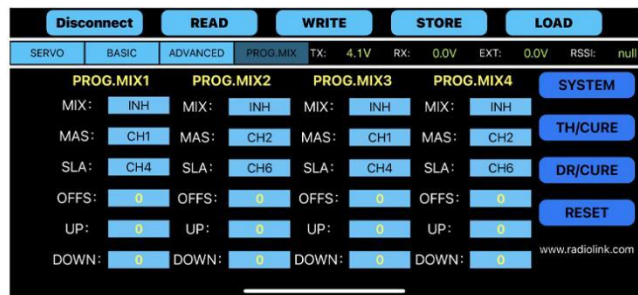 Disconnect READ WRITE STORE LOAD
SERVO BASIC ADVANCED PROG.MIX TX: 4.1V RX: 0.0V EXT: 0.0V RSSI: null
PROG.MIX1 PROG.MIX2 PROG.MIX3 PROG.MIX4 SYSTEM
MIX: INH MIX: INH MIX: INH MIX: INH
MAS: CH1 MAS: CH2 MAS: CH1 MAS: CH2 TH/CURE
SLA: CH4 SLA: CH6 SLA: CH4 SLA: CH6 DR/CURE
OFFS: 0 OFFS: 0 OFFS: 0 OFFS: 0
RESET
UP: 0 UP: 0 UP: 0 UP: 0
www.radiolink.com
DOWN: 0 DOWN: 0 DOWN: 0 DOWN: 0